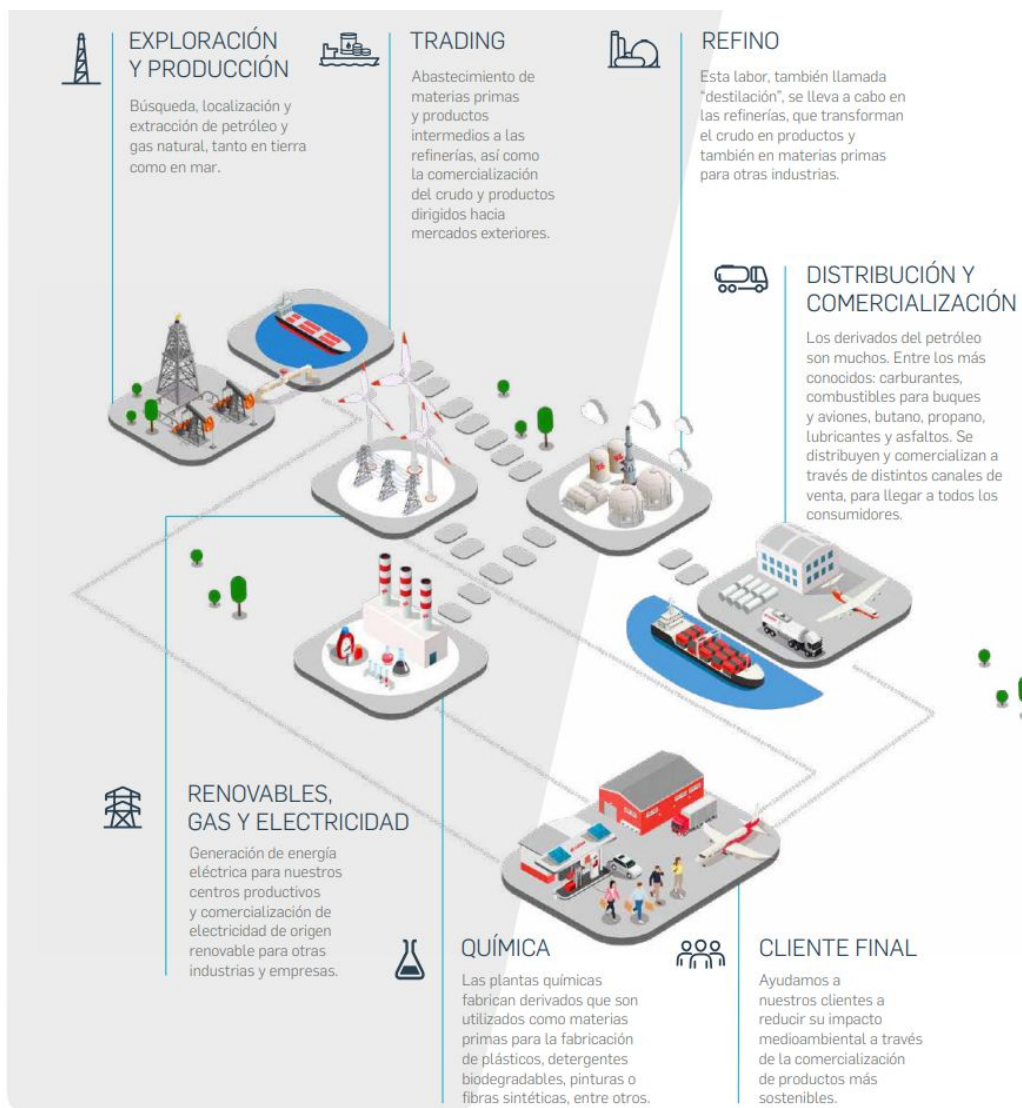 EXPLORACIÓN
Y PRODUCCIÓN
Búsqueda, localización y
extracción de petróleo y
gas natural, tanto en tierra
como en mar.
TRADING
Abastecimiento de
materias primas
y productos
intermedios a las
refinerías, así como
la comercialización
del crudo y productos
dirigidos hacia
mercados exteriores.
REFINO
Esta labor, también llamada
“destilación”, se lleva a cabo en
las refinerías, que transforman
el crudo en productos y
también en materias primas
para otras industrias.
DISTRIBUCIÓN Y
COMERCIALIZACIÓN
Los derivados del petróleo
son muchos. Entre los más
conocidos: carburantes,
combustibles para buques
y aviones, butano, propano,
lubricantes y asfaltos. Se
distribuyen y comercializan a
través de distintos canales de
venta, para llegar a todos los
consumidores.
RENOVABLES,
GAS Y ELECTRICIDAD
Generación de energía
eléctrica para nuestros
centros productivos
y comercialización de
electricidad de origen
renovable para otras
industrias y empresas.
QUÍMICA
Las plantas químicas
fabrican derivados que son
utilizados como materias
primas para la fabricación
de plásticos, detergentes
biodegradables, pinturas o
fibras sintéticas, entre otros.
CLIENTE FINAL
Ayudamos a
nuestros clientes a
reducir su impacto
medioambiental a través
de la comercialización
de productos más
sostenibles.